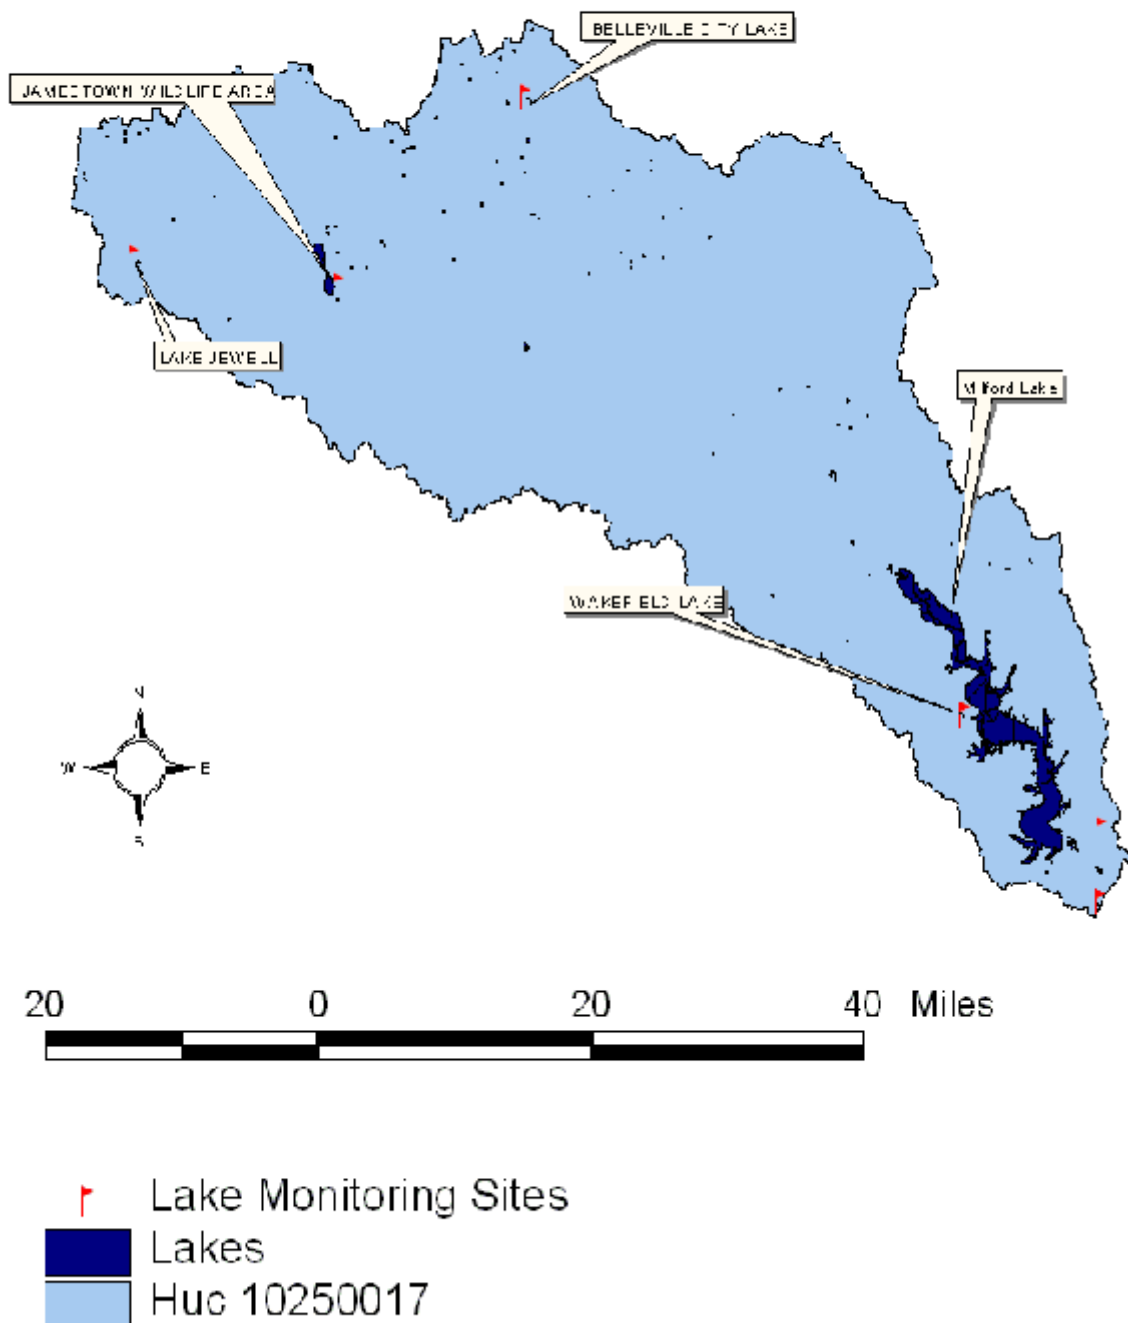 BELLEVILLE CITY LAKE
JAMESTOWN WILDLIFE AREA
LAKE JEWELL
Milford Lake
WAKEFIELD LAKE
N
W E
S
20 0 20 40 Miles
Lake Monitoring Sites
Lakes
Huc 10250017